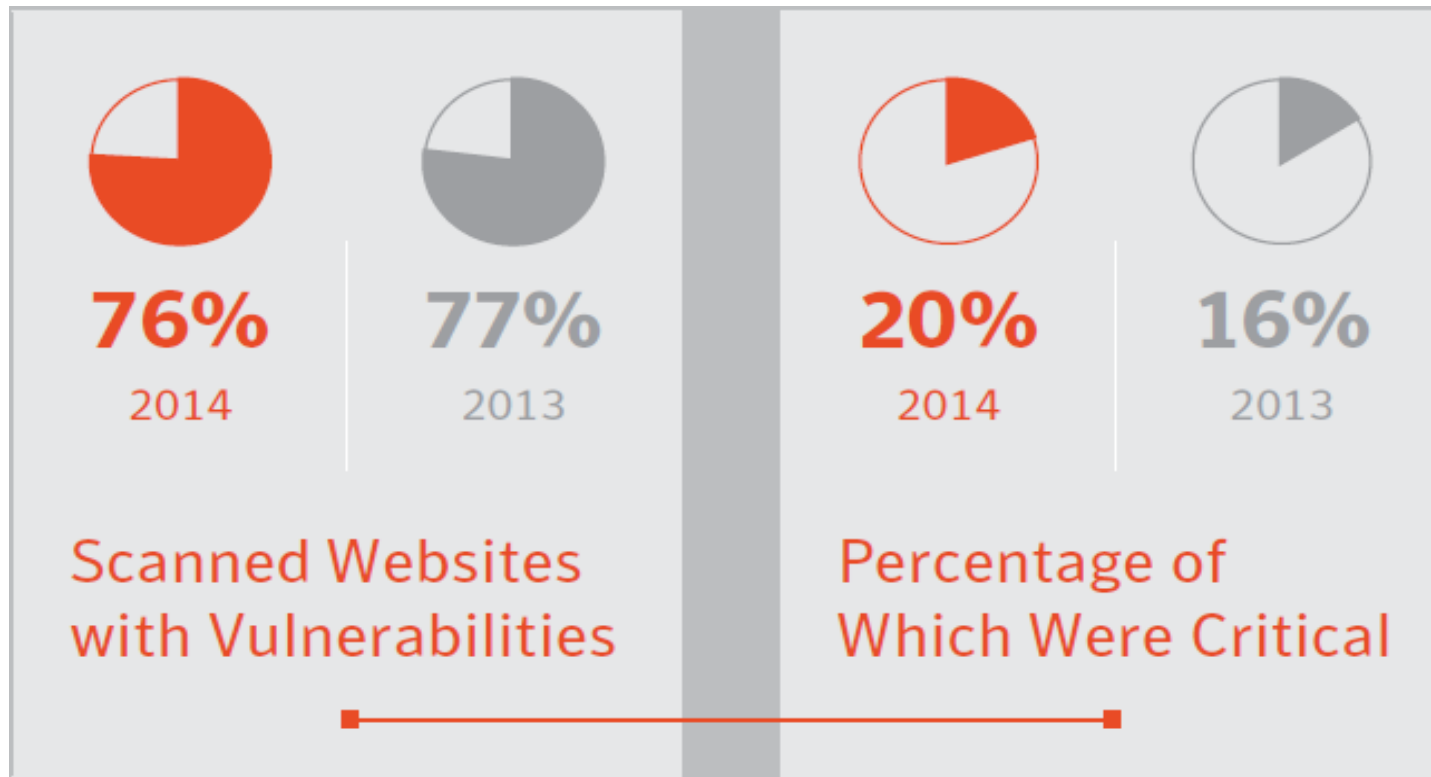 76%
2014
77%
2013
Scanned Websites
with Vulnerabilities
20%
2014
16%
2013
Percentage of
Which Were Critical